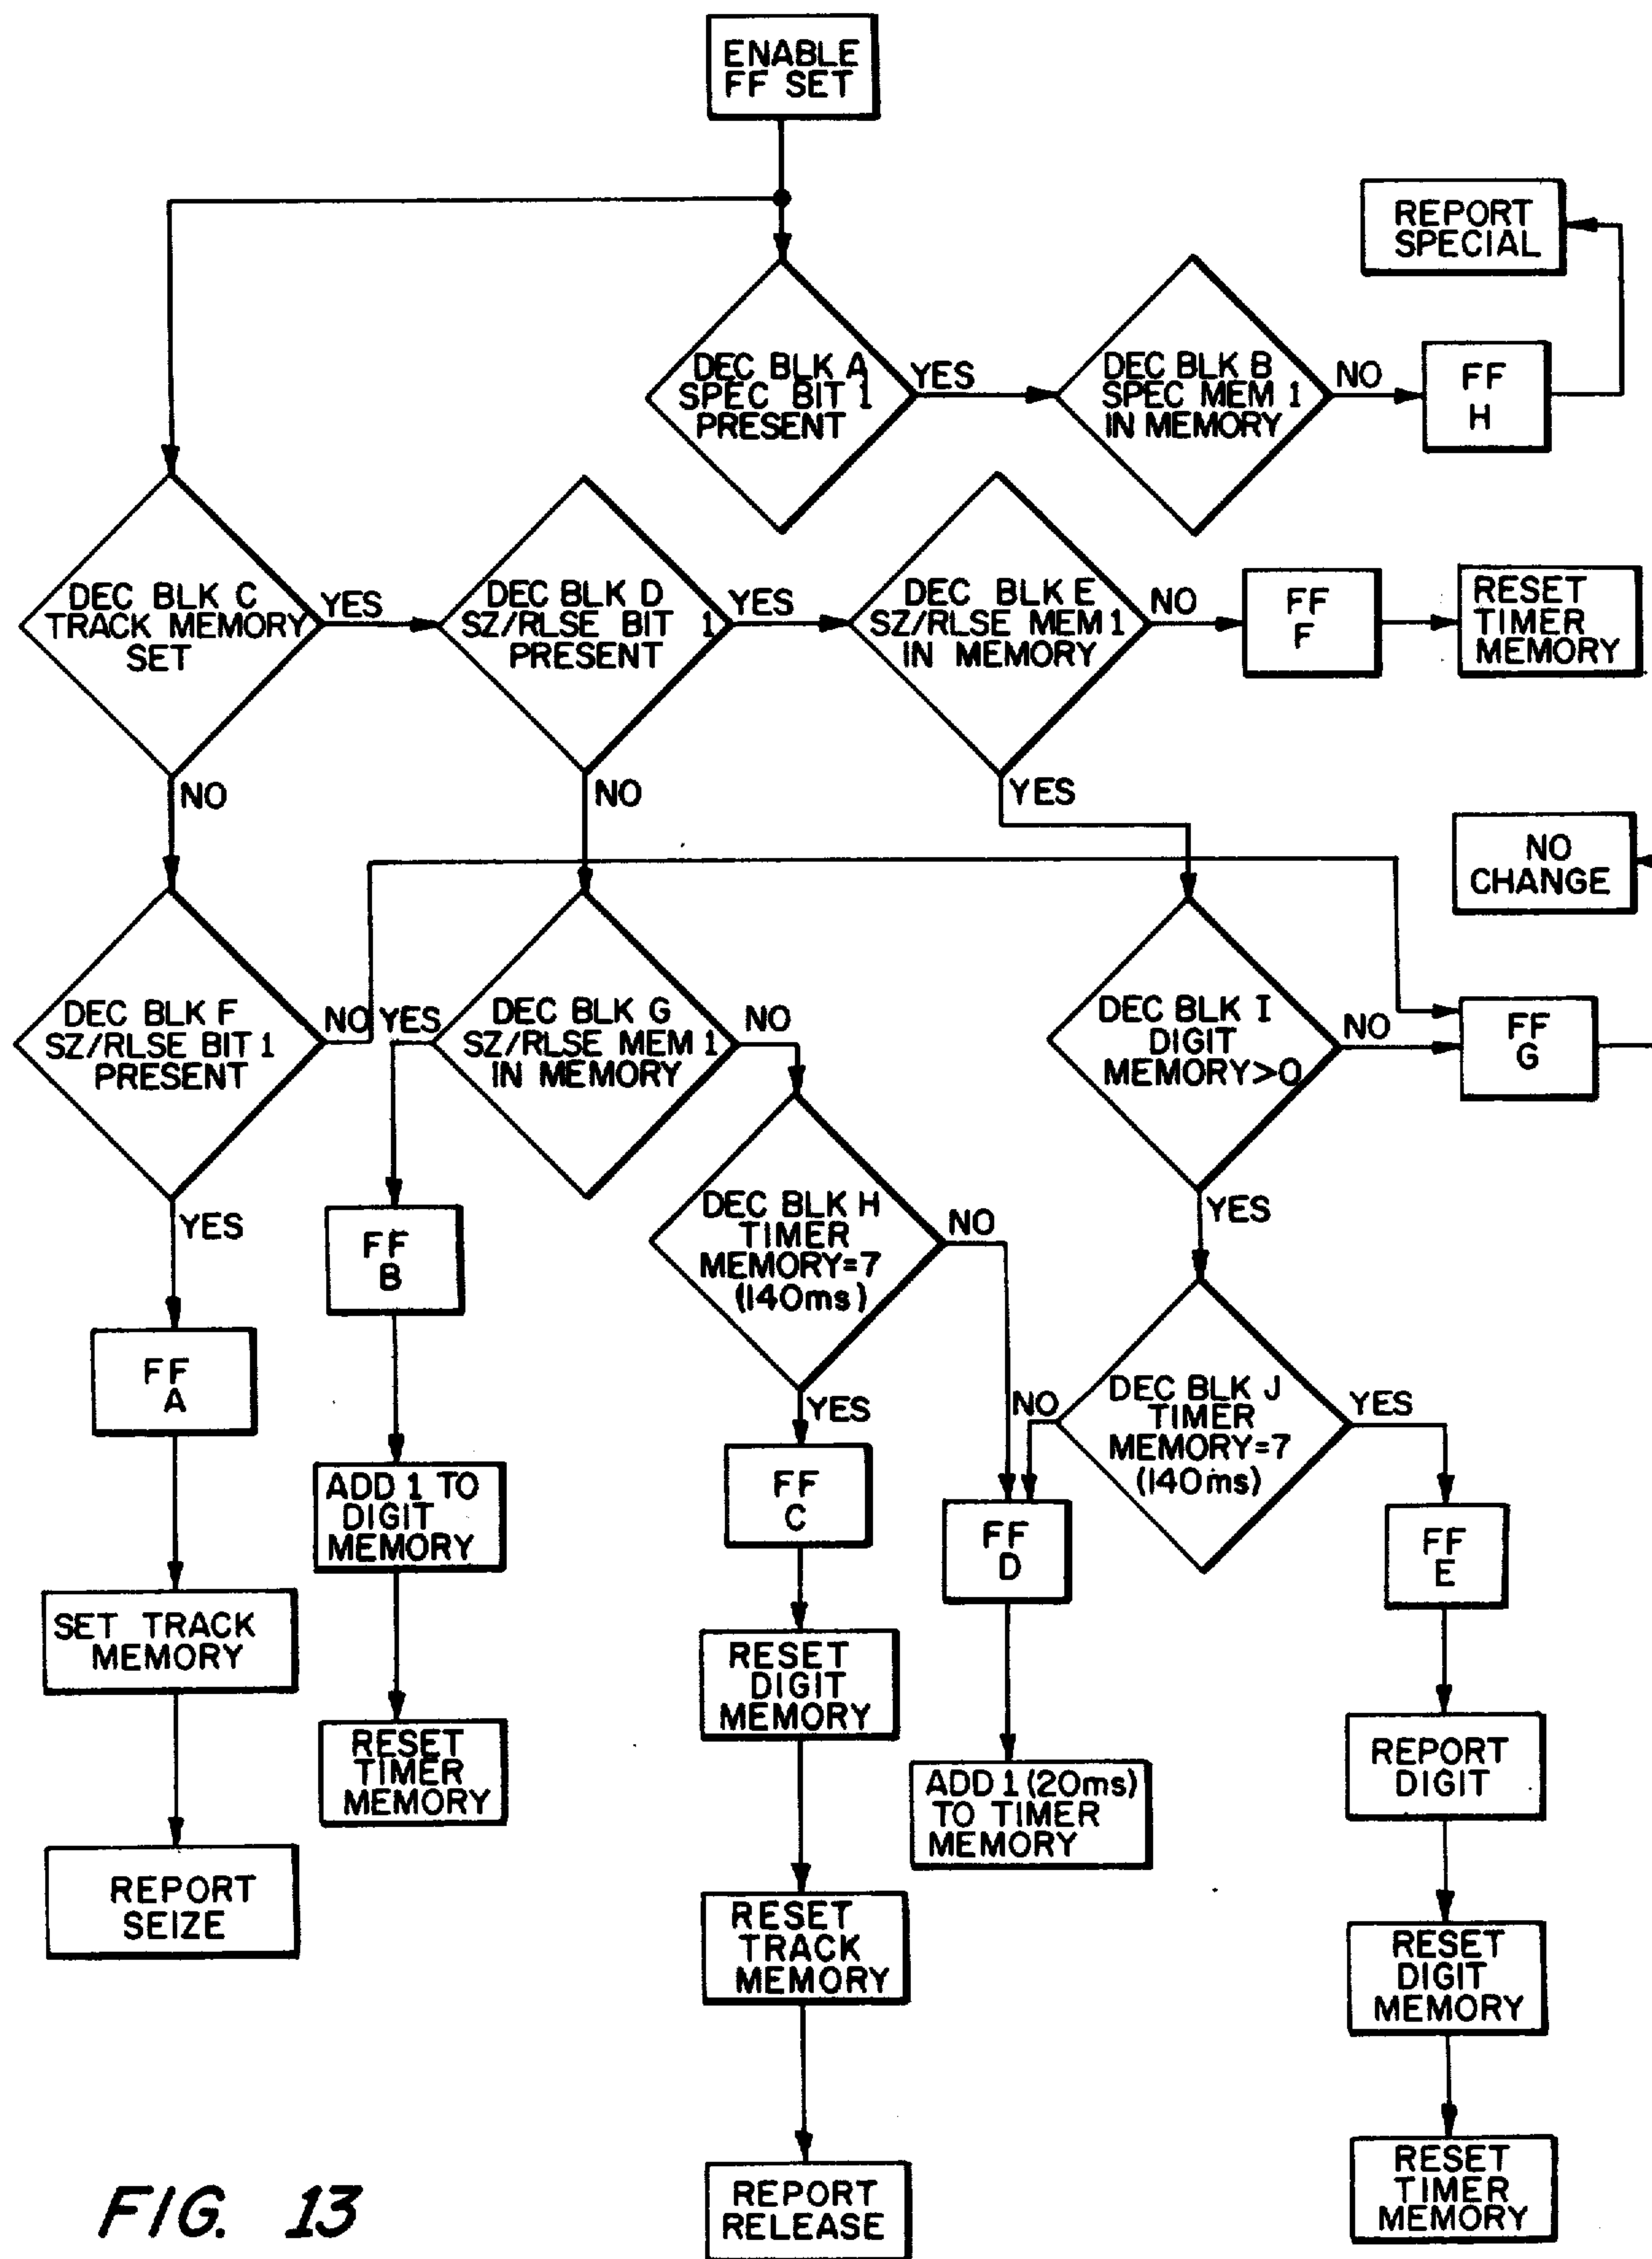 ENABLE
FF SET
REPORT
SPECIAL
DEC BLK A
SPEC BIT 1
PRESENT
YES
DEC BLK B
SPEC MEM 1
IN MEMORY
NO
FF
H
DEC BLK C
TRACK MEMORY
SET
YES
DEC BLK D
SZ/RLSE BIT 1
PRESENT
YES
DEC BLK E
SZ/RLSE MEM 1
IN MEMORY
NO
FF
F
RESET
TIMER
MEMORY
NO
NO
YES
NO
CHANGE
DEC BLK F
SZ/RLSE BIT 1
PRESENT
NO
YES
DEC BLK G
SZ/RLSE MEM 1
IN MEMORY
NO
DEC BLK I
DIGIT
MEMORY>0
NO
FF
G
YES
FF
B
DEC BLK H
TIMER
MEMORY=7
(140ms)
NO
YES
FF
A
YES
NO
DEC BLK J
TIMER
MEMORY=7
(140ms)
YES
ADD 1 TO
DIGIT
MEMORY
FF
C
FF
D
FF
E
SET TRACK
MEMORY
RESET
DIGIT
MEMORY
RESET
TIMER
MEMORY
ADD 1 (20ms)
TO TIMER
MEMORY
REPORT
DIGIT
REPORT
SEIZE
RESET
TRACK
MEMORY
RESET
DIGIT
MEMORY
REPORT
RELEASE
RESET
TIMER
MEMORY
FIG. 13